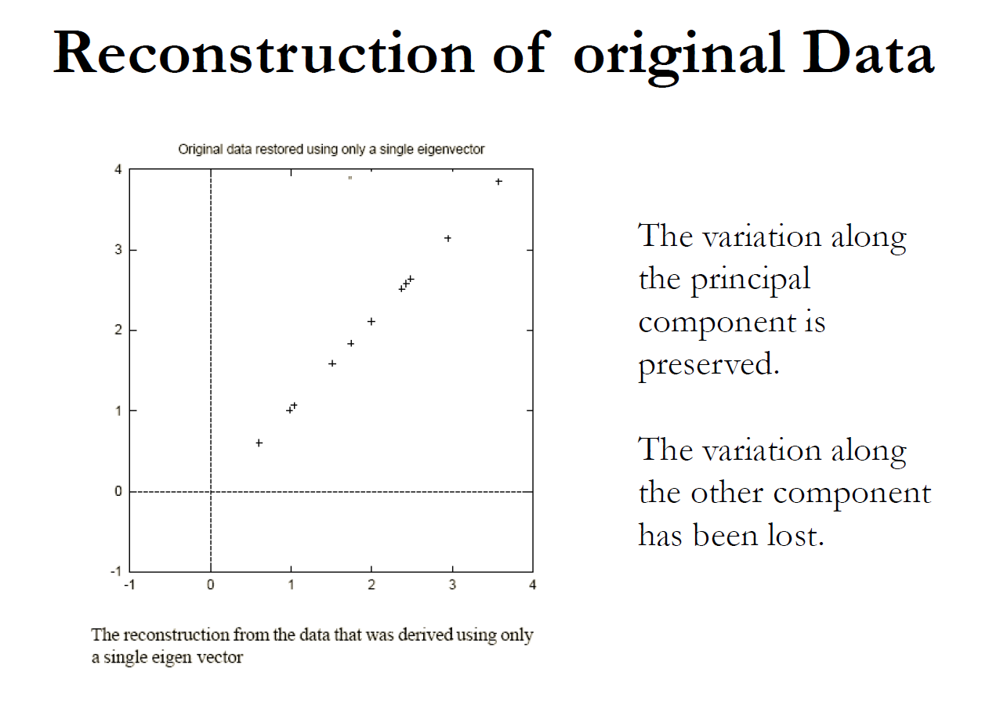 Reconstruction of original Data
Original data restored using only a single eigenvector
4
3
2
1
0
-1
-1
0
1
2
3
4
"
The reconstruction from the data that was derived using only
a single eigen vector
The variation along
the principal
component is
preserved.
The variation along
the other component
has been lost.